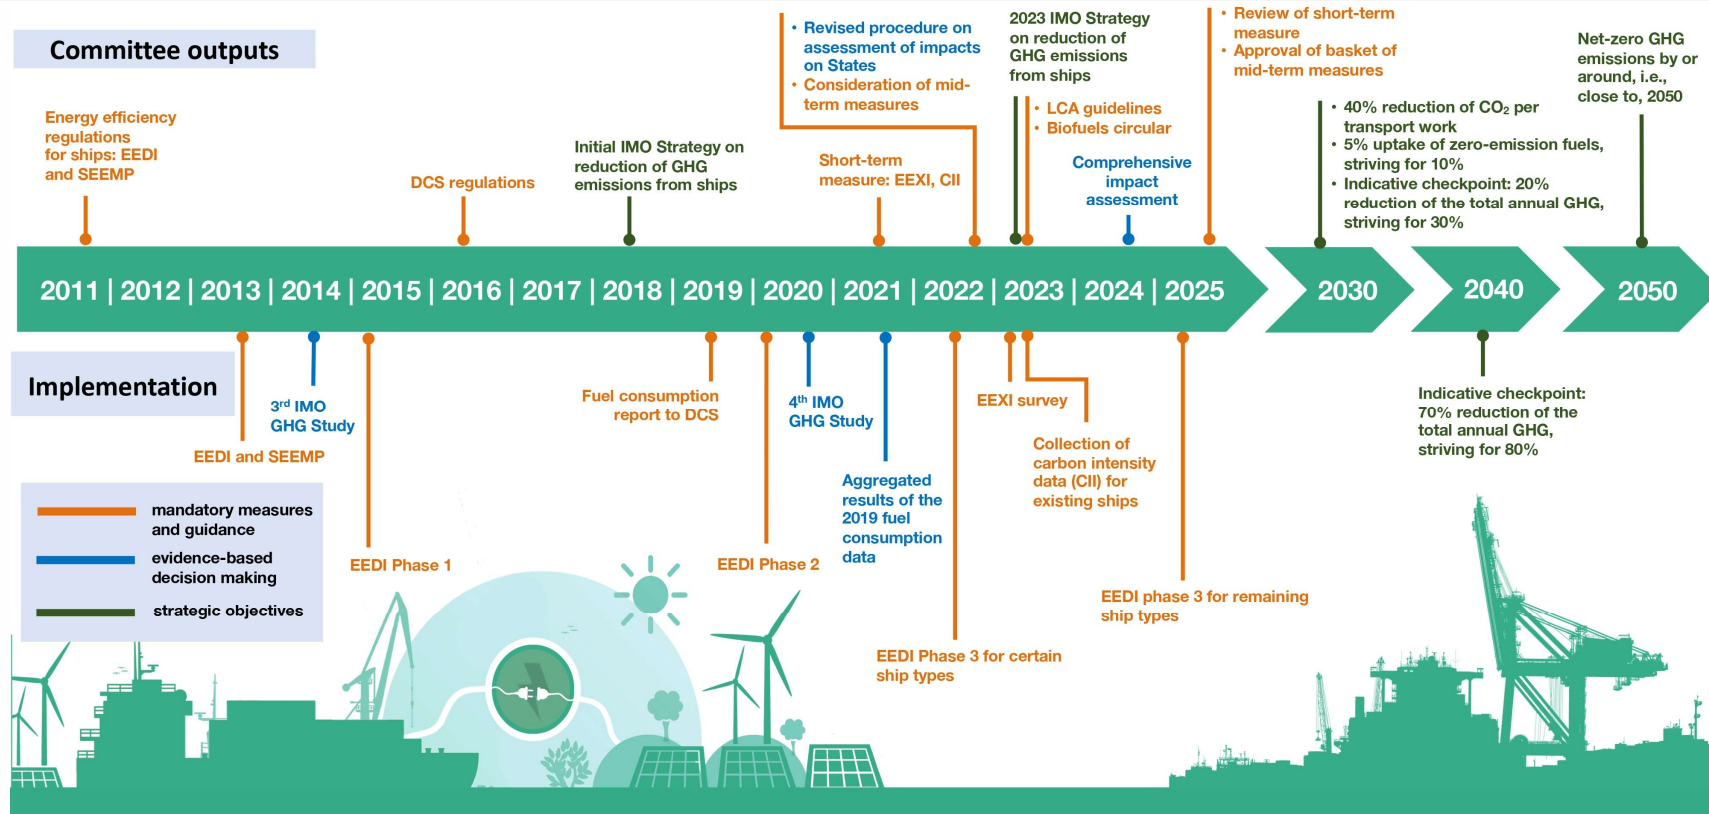 Committee outputs
Energy efficiency
regulations
for ships: EEDI
and SEEMP
DCS regulations
Initial IMO Strategy on
reduction of GHG
emissions from ships
• Revised procedure on
assessment of impacts
on States
• Consideration of mid-
term measures
Short-term
measure: EEXI, CII
2023 IMO Strategy
on reduction of
GHG emissions
from ships
• LCA guidelines
• Biofuels circular
Comprehensive
impact
assessment
• Review of short-term
measure
• Approval of basket of
mid-term measures
• 40% reduction of CO₂ per
transport work
• 5% uptake of zero-emission fuels,
striving for 10%
• Indicative checkpoint: 20%
reduction of the total annual GHG,
striving for 30%
Net-zero GHG
emissions by or
around, i.e.,
close to, 2050
2011 | 2012 | 2013 | 2014 | 2015 | 2016 | 2017 | 2018 | 2019 | 2020 | 2021 | 2022 | 2023 | 2024 | 2025
2030
2040
2050
Implementation
EEDI and SEEMP
3rd IMO
GHG Study
EEDI Phase 1
Fuel consumption
report to DCS
EEDI Phase 2
4th IMO
GHG Study
Aggregated
results of the
2019 fuel
consumption
data
EEDI Phase 3 for certain
ship types
EEXI survey
Collection of
carbon intensity
data (CII) for
existing ships
EEDI phase 3 for remaining
ship types
Indicative checkpoint:
70% reduction of the
total annual GHG,
striving for 80%
mandatory measures
and guidance
evidence-based
decision making
strategic objectives